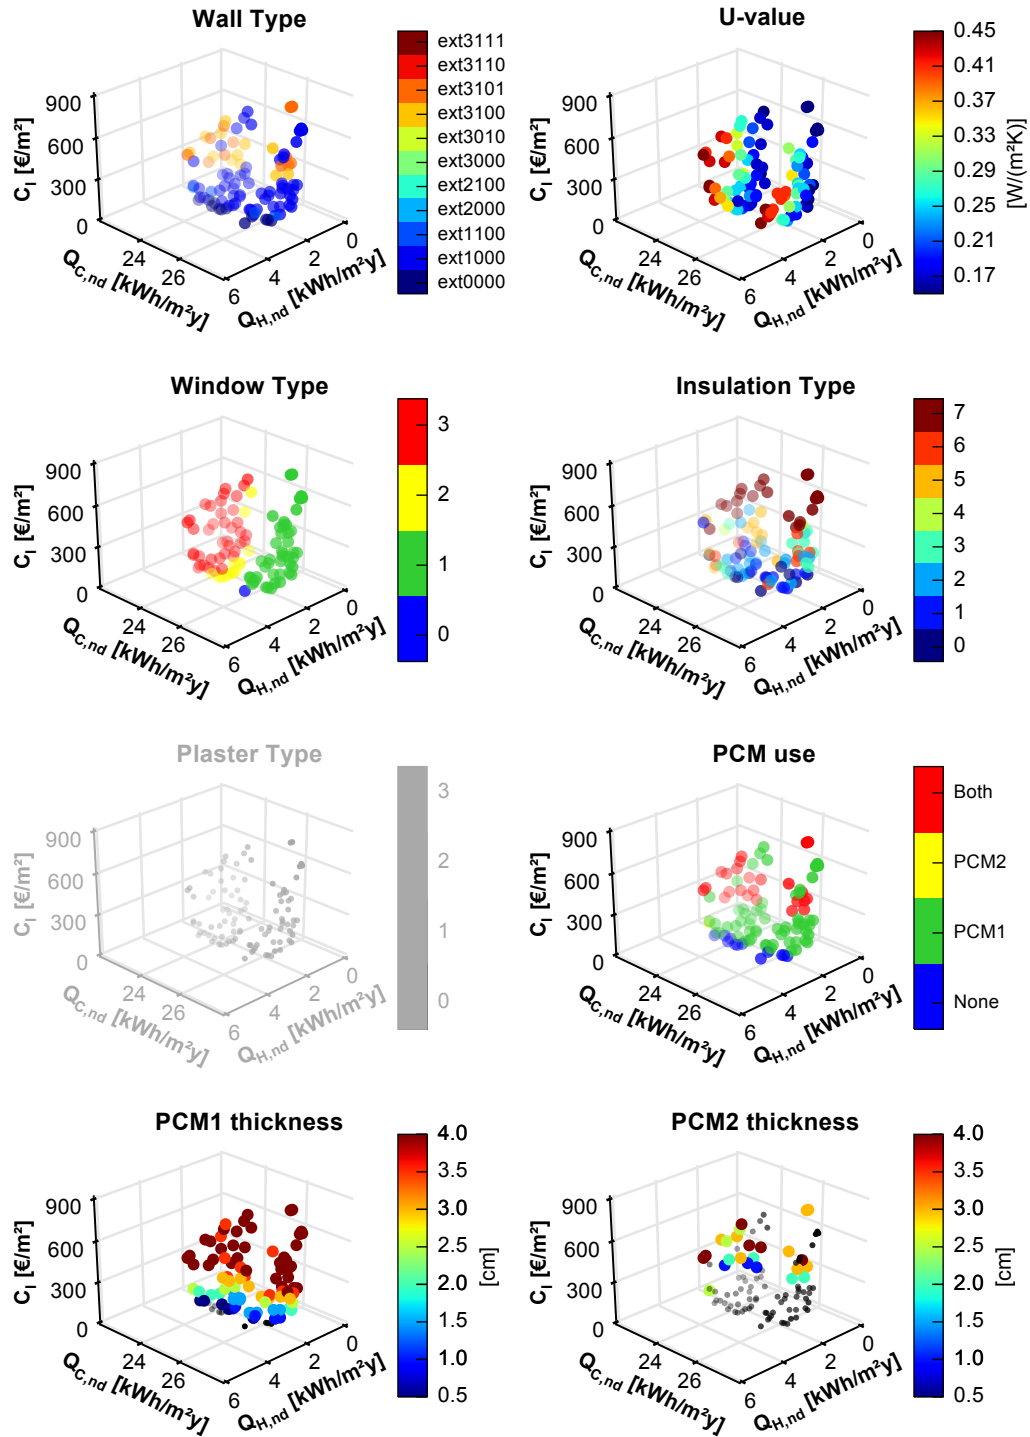 Wall Type
900
600
300
0
C_I [€/m²]
24
26
Q_C,nd [kWh/m²y]
6
4
2
0
Q_H,nd [kWh/m²y]
ext3111
ext3110
ext3101
ext3100
ext3010
ext3000
ext2100
ext2000
ext1100
ext1000
ext0000
U-value
900
600
300
0
C_I [€/m²]
24
26
Q_C,nd [kWh/m²y]
6
4
2
0
Q_H,nd [kWh/m²y]
0.45
0.41
0.37
0.33
0.29
0.25
0.21
0.17
[W/(m²K)]
Window Type
900
600
300
0
C_I [€/m²]
24
26
Q_C,nd [kWh/m²y]
6
4
2
0
Q_H,nd [kWh/m²y]
3
2
1
0
Insulation Type
900
600
300
0
C_I [€/m²]
24
26
Q_C,nd [kWh/m²y]
6
4
2
0
Q_H,nd [kWh/m²y]
7
6
5
4
3
2
1
0
Plaster Type
900
600
300
0
C_I [€/m²]
24
26
Q_C,nd [kWh/m²y]
6
4
2
0
Q_H,nd [kWh/m²y]
3
2
1
0
PCM use
900
600
300
0
C_I [€/m²]
24
26
Q_C,nd [kWh/m²y]
6
4
2
0
Q_H,nd [kWh/m²y]
Both
PCM2
PCM1
None
PCM1 thickness
900
600
300
0
C_I [€/m²]
24
26
Q_C,nd [kWh/m²y]
6
4
2
0
Q_H,nd [kWh/m²y]
4.0
3.5
3.0
2.5
2.0
1.5
1.0
0.5
[cm]
PCM2 thickness
900
600
300
0
C_I [€/m²]
24
26
Q_C,nd [kWh/m²y]
6
4
2
0
Q_H,nd [kWh/m²y]
4.0
3.5
3.0
2.5
2.0
1.5
1.0
0.5
[cm]